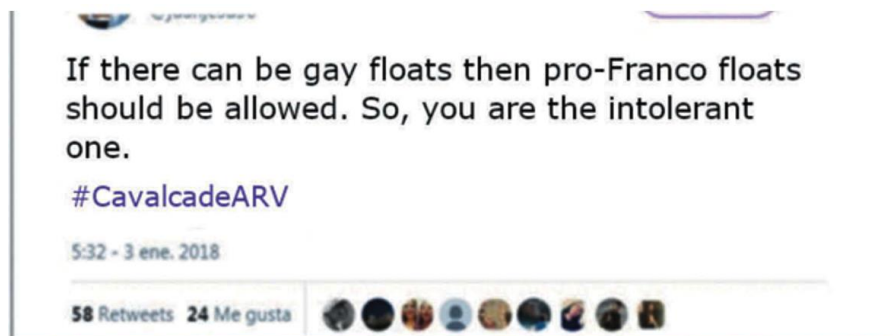 If there can be gay floats then pro-Franco floats
should be allowed. So, you are the intolerant
one.
#CavalcadeARV
5:32 - 3 ene. 2018
58 Retweets 24 Me gusta